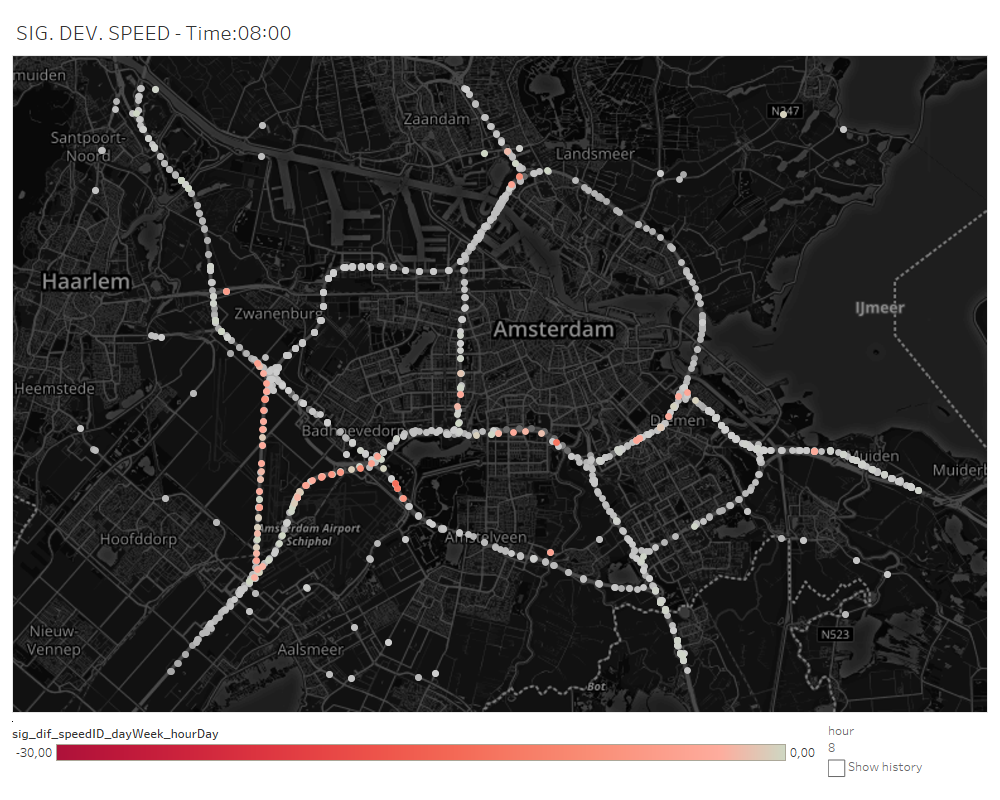 SIG. DEV. SPEED - Time:08:00
muiden
Zaandam
N247
Santpoort-
Noord
Landsmeer
Haarlem
Zwanenburg
Amsterdam
IJmeer
Heemstede
Badhoevedorp
Diemen
Muiden
Muiderb
Amsterdam Airport
Schiphol
Hoofddorp
Amstelveen
Nieuw-
Vennep
Aalsmeer
N523
Bot
sig_dif_speedID_dayWeek_hourDay
-30,00
0,00
hour
8
Show history